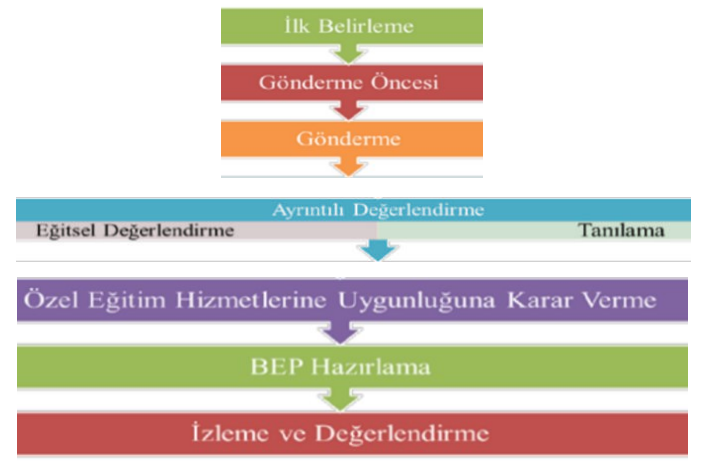 İlk Belirleme
Gönderme Öncesi
Gönderme
Ayrıntılı Değerlendirme
Eğitsel Değerlendirme Tanılama
Özel Eğitim Hizmetlerine Uygunluğuna Karar Verme
BEP Hazırlama
İzleme ve Değerlendirme